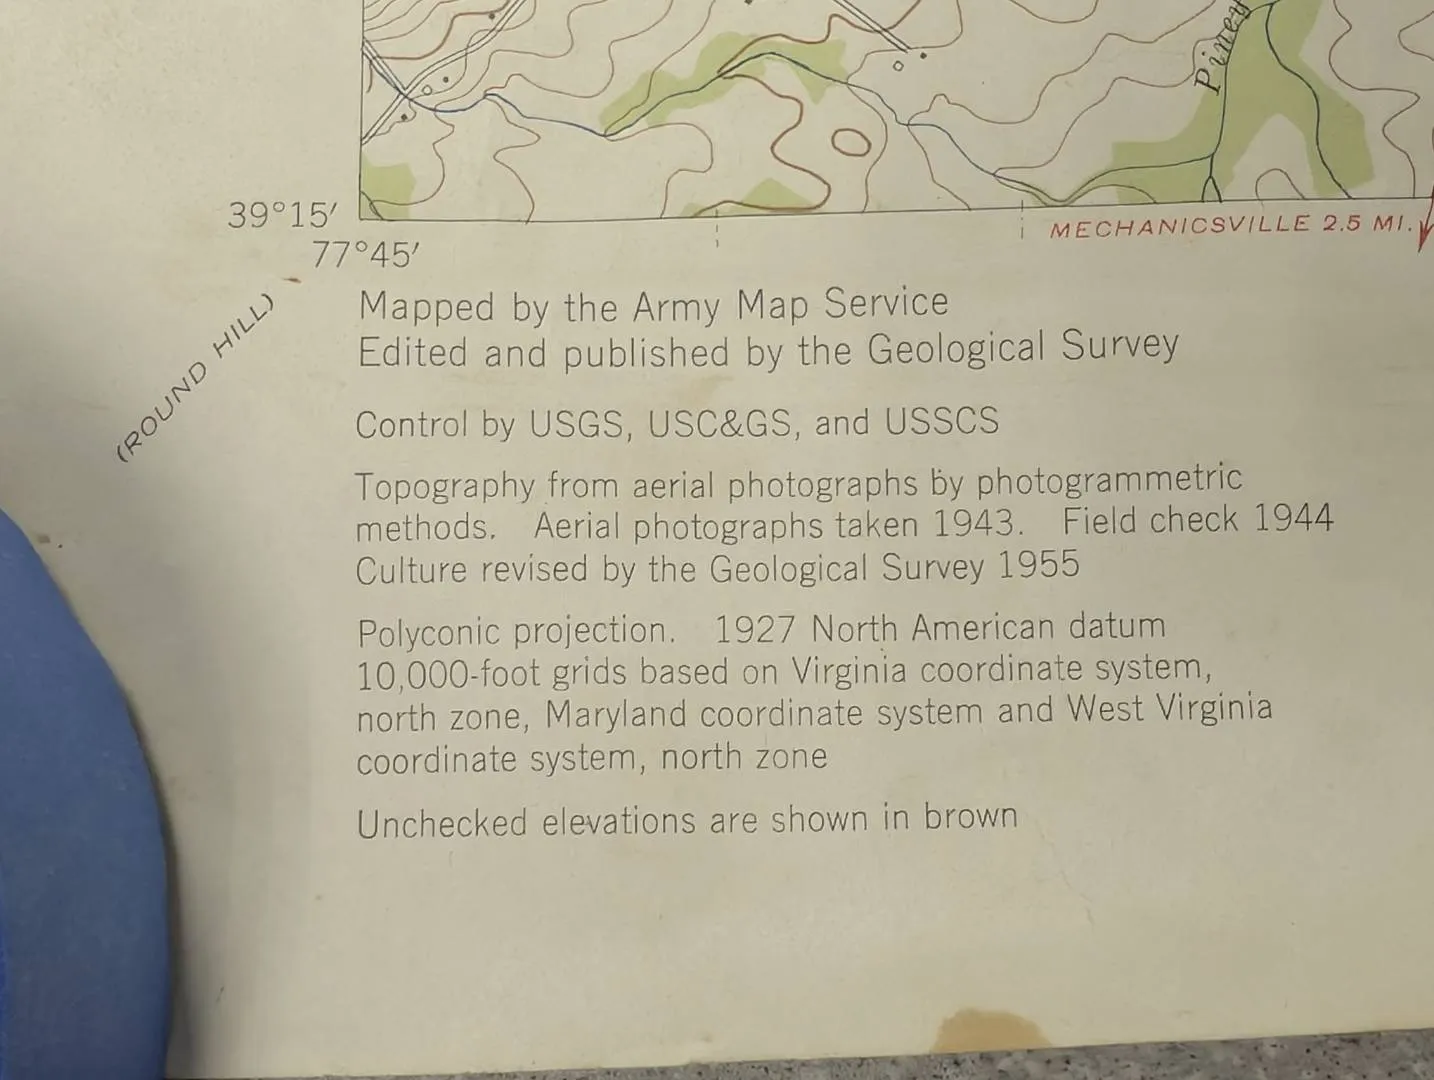 Piney
39°15′
MECHANICSVILLE 2.5 MI.
77°45′
(ROUND HILL)
Mapped by the Army Map Service
Edited and published by the Geological Survey
Control by USGS, USC&GS, and USSCS
Topography from aerial photographs by photogrammetric
methods. Aerial photographs taken 1943. Field check 1944
Culture revised by the Geological Survey 1955
Polyconic projection. 1927 North American datum
10,000-foot grids based on Virginia coordinate system,
north zone, Maryland coordinate system and West Virginia
coordinate system, north zone
Unchecked elevations are shown in brown